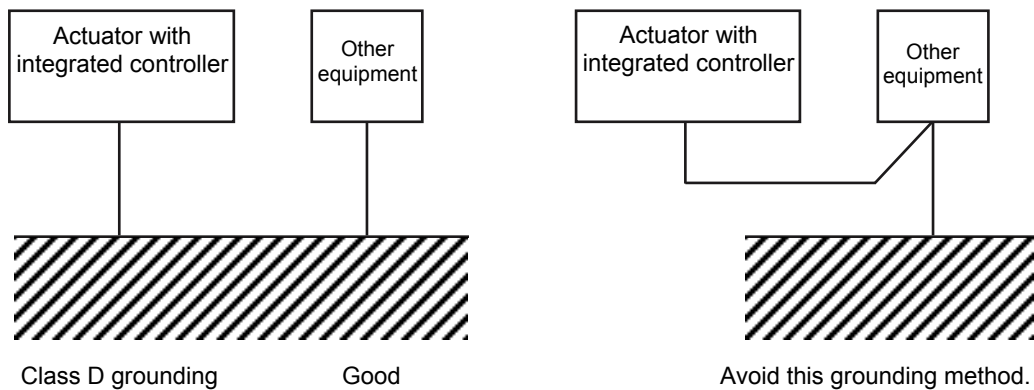 Actuator with
integrated controller
Other
equipment
Actuator with
integrated controller
Other
equipment
Class D grounding
Good
Avoid this grounding method.